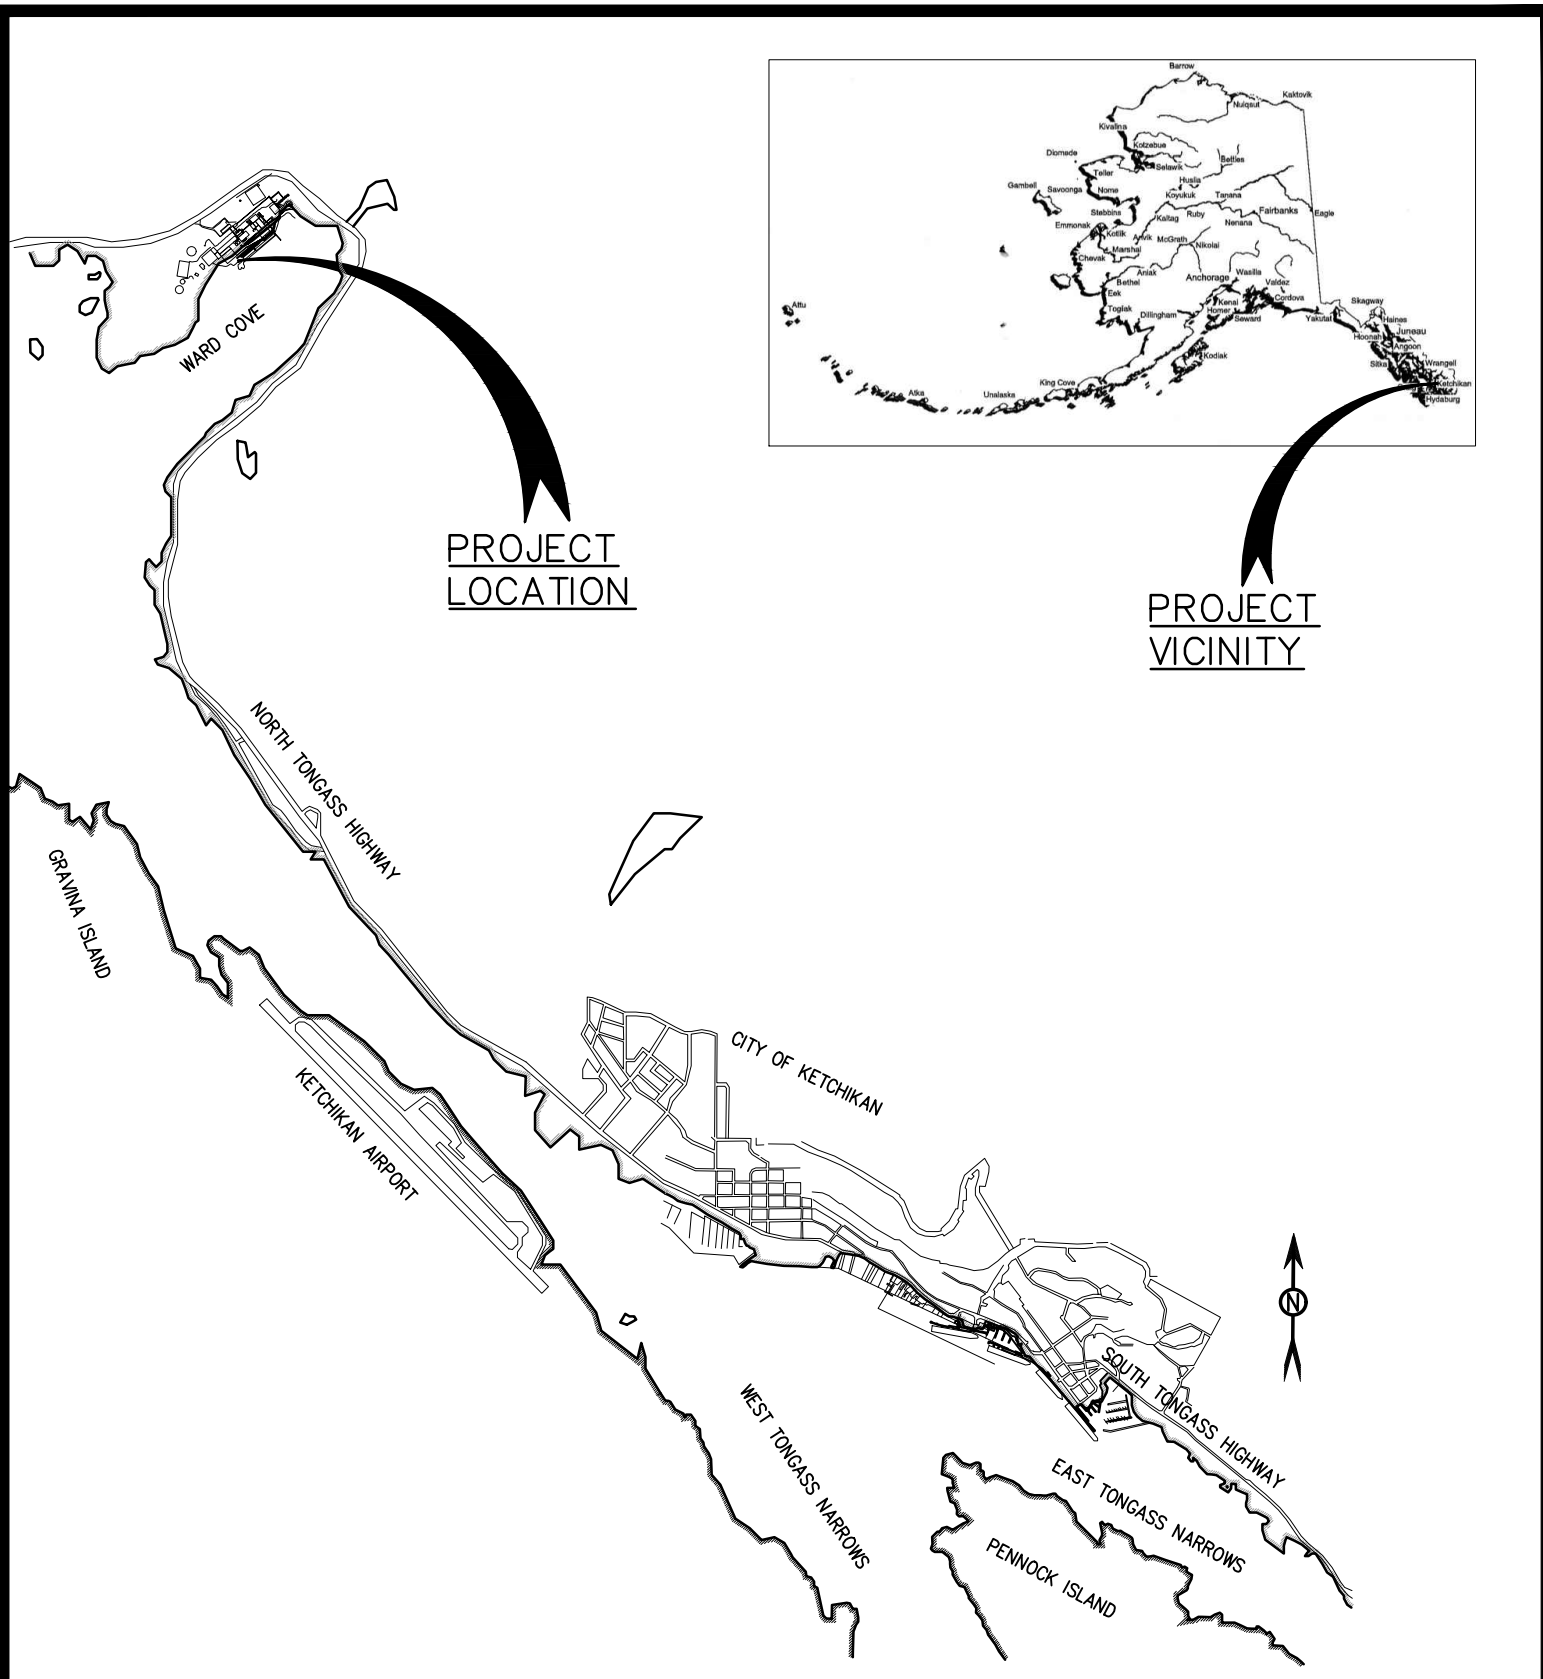 Barrow
Kaktovik
Nuiqsut
Kivalina
Kotzebue
Diomede
Selawik
Bettles
Teller
Gambell
Savoonga
Nome
Huslia
Koyukuk
Tanana
Stebbins
Kaltag
Ruby
Fairbanks
Eagle
Emmonak
Kotlik
Nenana
Anvik
McGrath
Nikolai
Marshal
Chevak
Aniak
Anchorage
Wasilla
Bethel
Valdez
Eek
Kenai
Cordova
Skagway
Attu
Togiak
Dillingham
Homer
Seward
Yakutat
Haines
Juneau
Hoonah
Angoon
Kodiak
Sitka
Wrangell
King Cove
Ketchikan
Atka
Unalaska
Hydaburg
WARD COVE
PROJECT
LOCATION
PROJECT
VICINITY
NORTH TONGASS HIGHWAY
GRAVINA ISLAND
CITY OF KETCHIKAN
KETCHIKAN AIRPORT
N
SOUTH TONGASS HIGHWAY
WEST TONGASS NARROWS
EAST TONGASS NARROWS
PENNOCK ISLAND